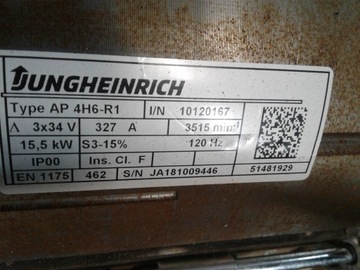 JUNGHEINRICH
Type AP 4H6-R1 I/N 10120167
Λ 3x34 V 327 A 3515 min⁻¹
15,5 kW S3-15% 120 Hz
IP00 Ins. Cl. F
EN 1175 462 S/N JA181009446 51481929